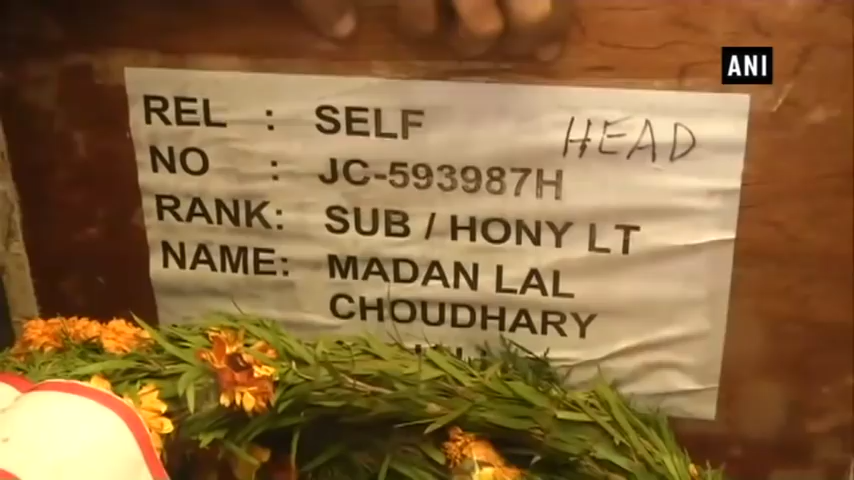 ANI
REL : SELF HEAD
NO : JC-593987H
RANK: SUB / HONY LT
NAME: MADAN LAL
CHOUDHARY